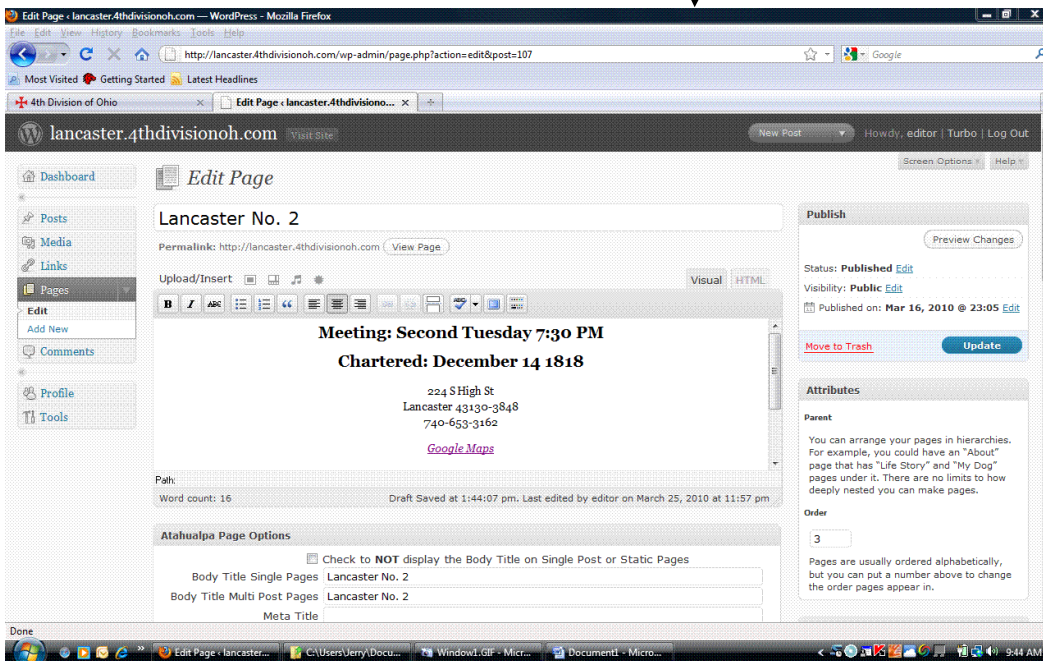 Edit Page ‹ lancaster.4thdivisionoh.com — WordPress - Mozilla Firefox
File Edit View History Bookmarks Tools Help
http://lancaster.4thdivisionoh.com/wp-admin/page.php?action=edit&post=107
Google
Most Visited Getting Started Latest Headlines
4th Division of Ohio
Edit Page ‹ lancaster.4thdivisiono...
lancaster.4thdivisionoh.com Visit Site
New Post
Howdy, editor | Turbo | Log Out
Screen Options Help
Dashboard
Posts
Media
Links
Pages
Edit
Add New
Comments
Profile
Tools
Edit Page
Lancaster No. 2
Permalink: http://lancaster.4thdivisionoh.com View Page
Upload/Insert
Visual HTML
B I ABC
ABC
Meeting: Second Tuesday 7:30 PM
Chartered: December 14 1818
224 S High St
Lancaster 43130-3848
740-653-3162
Google Maps
Path:
Word count: 16
Draft Saved at 1:44:07 pm. Last edited by editor on March 25, 2010 at 11:57 pm
Atahualpa Page Options
Check to NOT display the Body Title on Single Post or Static Pages
Body Title Single Pages Lancaster No. 2
Body Title Multi Post Pages Lancaster No. 2
Meta Title
Publish
Preview Changes
Status: Published Edit
Visibility: Public Edit
Published on: Mar 16, 2010 @ 23:05 Edit
Move to Trash
Update
Attributes
Parent
You can arrange your pages in hierarchies.
For example, you could have an "About"
page that has "Life Story" and "My Dog"
pages under it. There are no limits to how
deeply nested you can make pages.
Order
3
Pages are usually ordered alphabetically,
but you can put a number above to change
the order pages appear in.
Done
Edit Page ‹ lancaster...
C:\Users\Jerry\Docu...
Window1.GIF - Micr...
Document1 - Micro...
9:44 AM